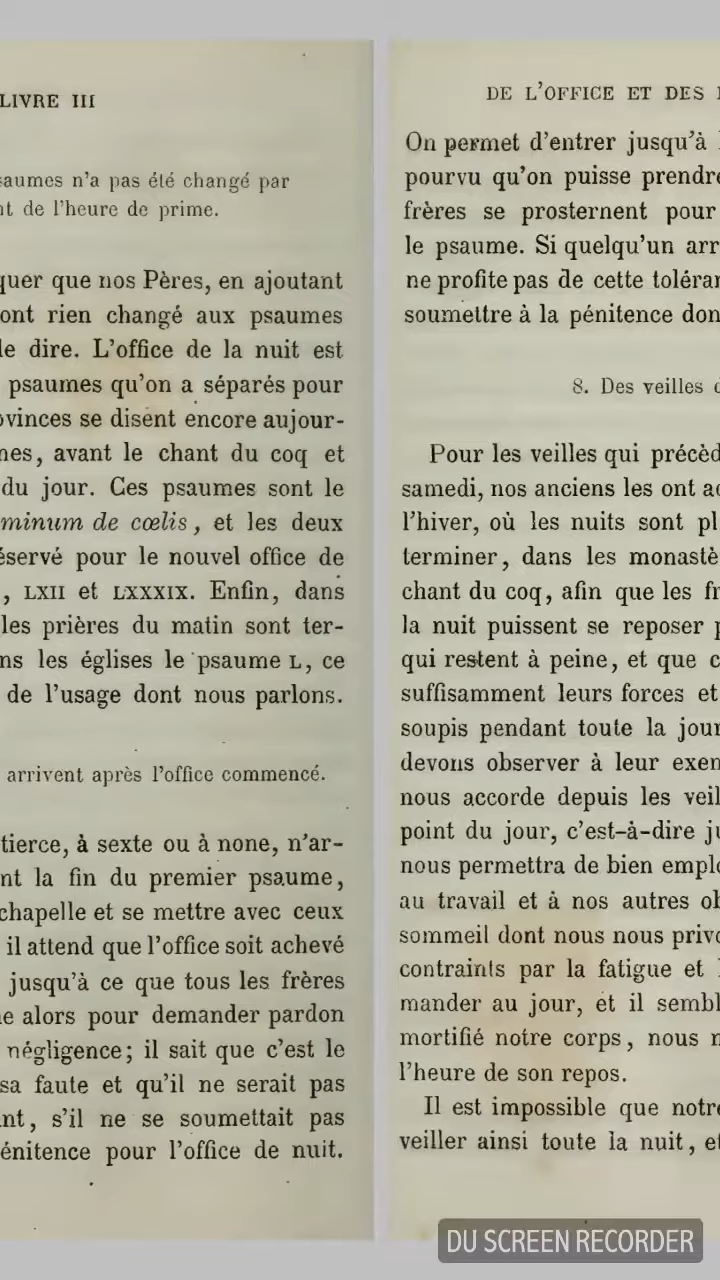 LIVRE III
saumes n'a pas été changé par
nt de l'heure de prime.
quer que nos Pères, en ajoutant
ont rien changé aux psaumes
le dire. L'office de la nuit est
psaumes qu'on a séparés pour
ovinces se disent encore aujour-
nes, avant le chant du coq et
du jour. Ces psaumes sont le
minum de cœlis, et les deux
éservé pour le nouvel office de
, LXII et LXXXIX. Enfin, dans
les prières du matin sont ter-
ns les églises le psaume L, ce
de l'usage dont nous parlons.
arrivent après l'office commencé.
tierce, à sexte ou à none, n'ar-
nt la fin du premier psaume,
chapelle et se mettre avec ceux
il attend que l'office soit achevé
jusqu'à ce que tous les frères
ne alors pour demander pardon
négligence; il sait que c'est le
sa faute et qu'il ne serait pas
nt, s'il ne se soumettait pas
énitence pour l'office de nuit.
DE L'OFFICE ET DES
On permet d'entrer jusqu'à
pourvu qu'on puisse prendre
frères se prosternent pour
le psaume. Si quelqu'un arr
ne profite pas de cette toléran
soumettre à la pénitence don
8. Des veilles d
Pour les veilles qui précèd
samedi, nos anciens les ont ac
l'hiver, où les nuits sont pl
terminer, dans les monastè
chant du coq, afin que les fr
la nuit puissent se reposer p
qui restent à peine, et que c
suffisamment leurs forces et
soupis pendant toute la jour
devons observer à leur exem
nous accorde depuis les veil
point du jour, c'est-à-dire ju
nous permettra de bien emplo
au travail et à nos autres ob
sommeil dont nous nous privo
contraints par la fatigue et l
mander au jour, et il sembl
mortifié notre corps, nous n
l'heure de son repos.
Il est impossible que notre
veiller ainsi toute la nuit, et
DU SCREEN RECORDER